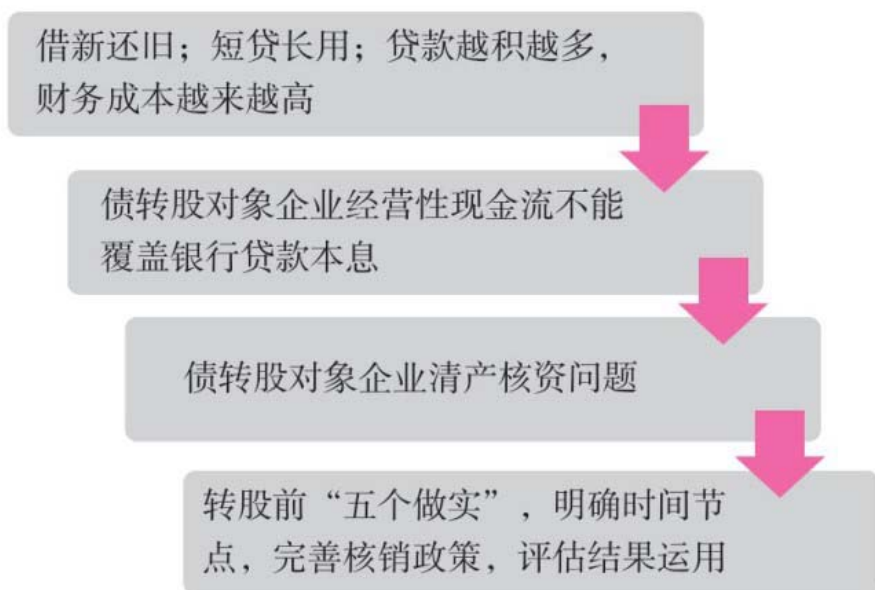 借新还旧；短贷长用；贷款越积越多，
财务成本越来越高
债转股对象企业经营性现金流不能
覆盖银行贷款本息
债转股对象企业清产核资问题
转股前“五个做实”，明确时间节
点，完善核销政策，评估结果运用